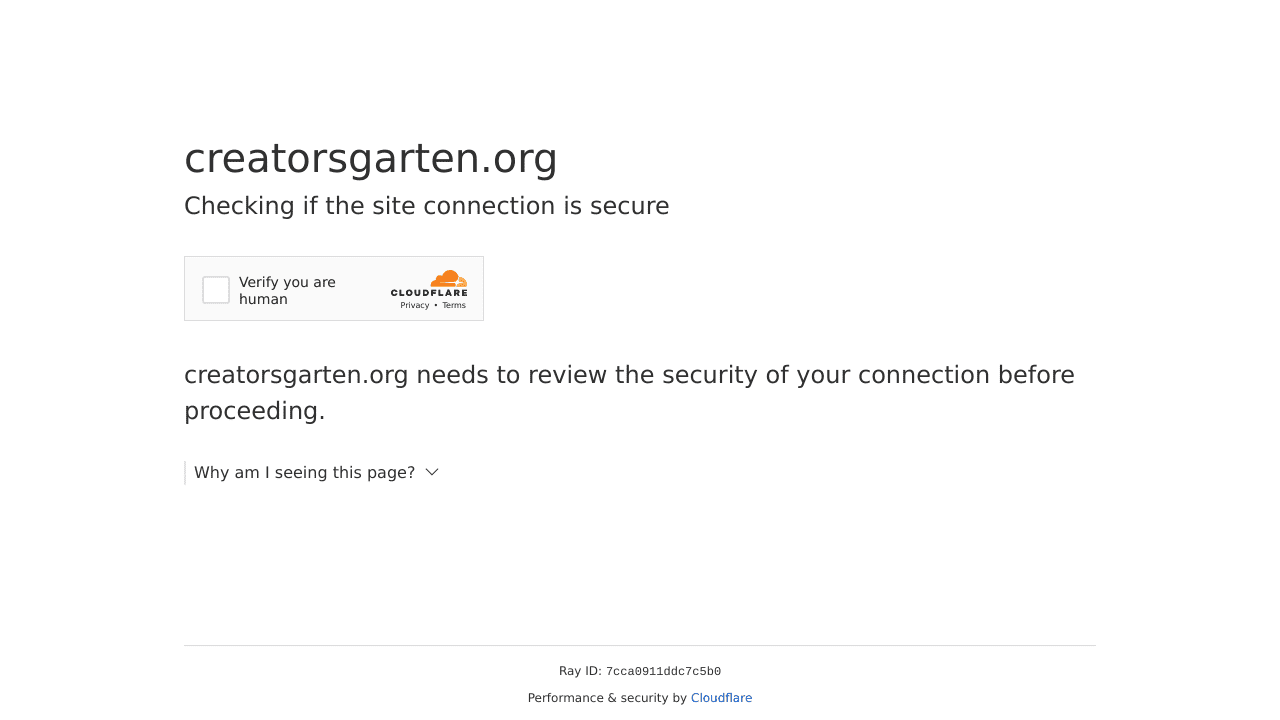 creatorsgarten.org
Checking if the site connection is secure
Verify you are
human
CLOUDFLARE
Privacy • Terms
creatorsgarten.org needs to review the security of your connection before
proceeding.
Why am I seeing this page?
Ray ID: 7cca0911ddc7c5b0
Performance & security by Cloudflare